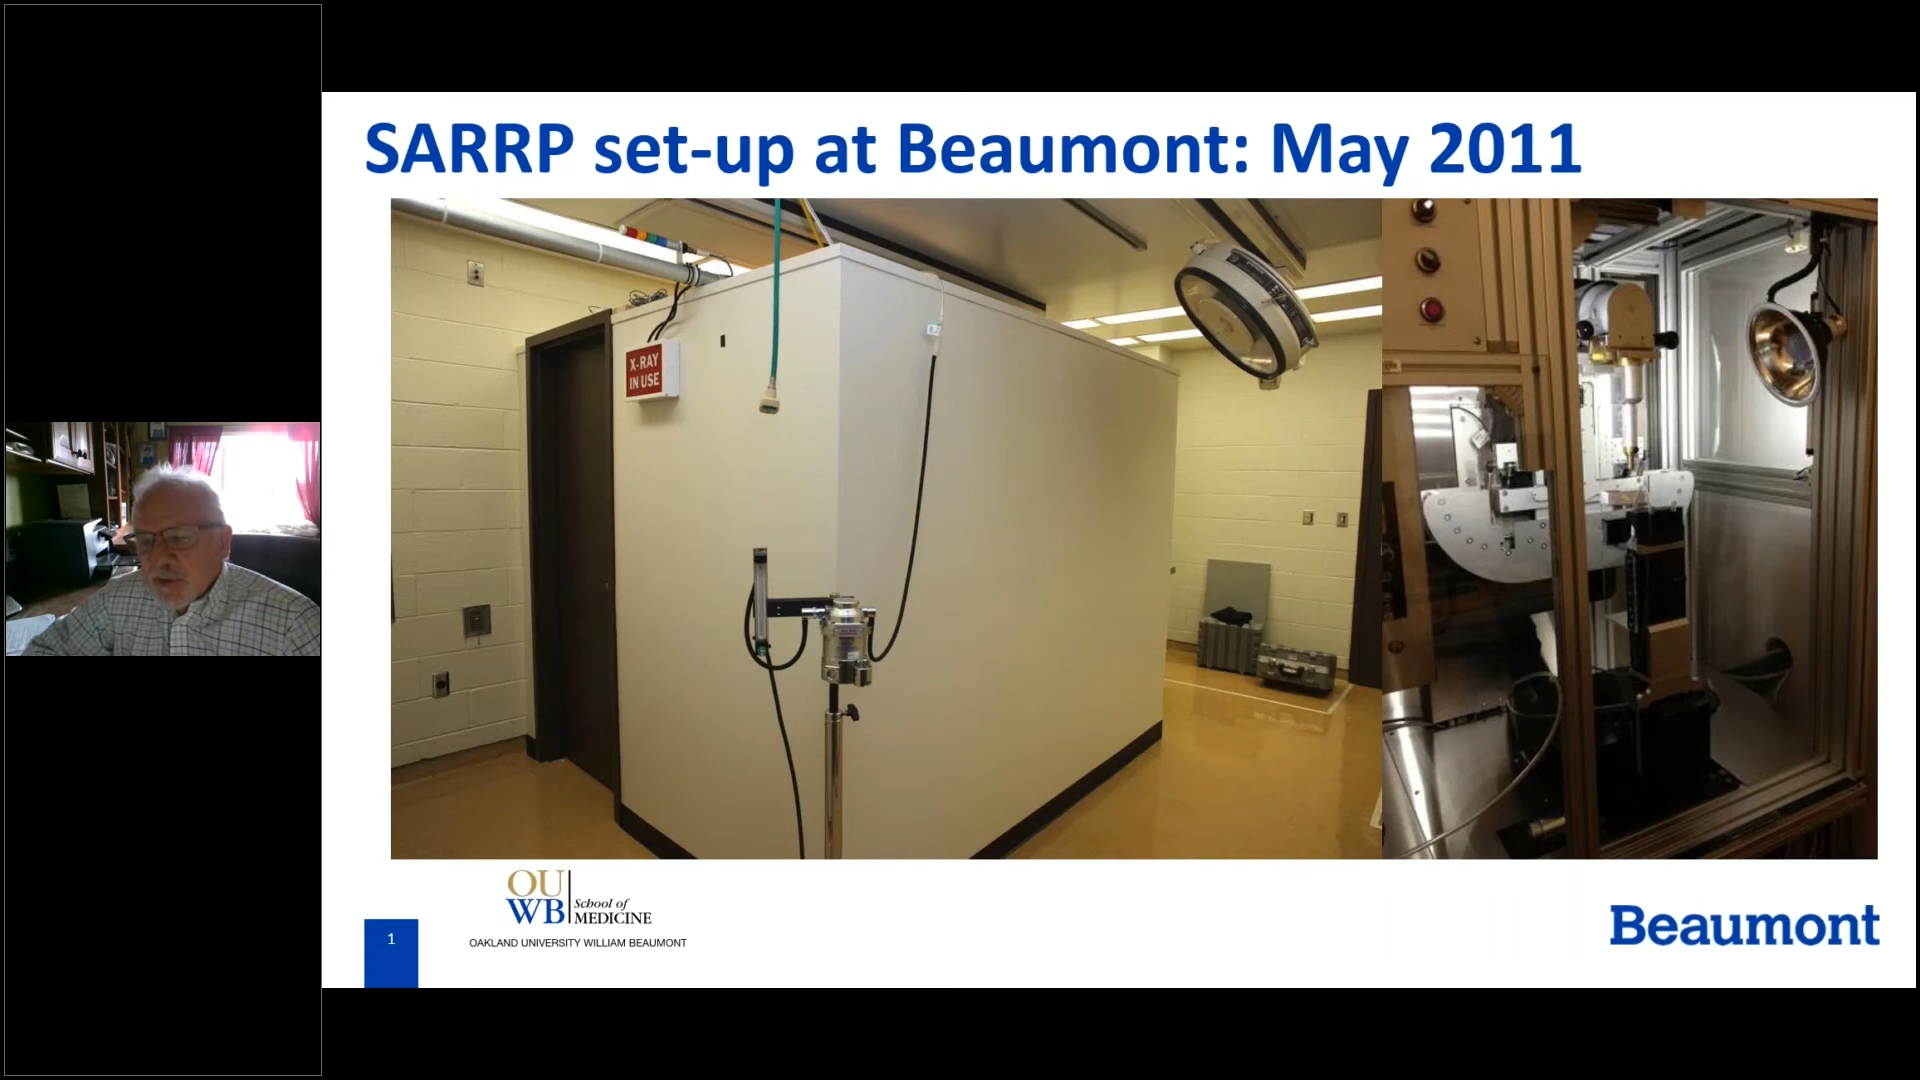 SARRP set-up at Beaumont: May 2011
X-RAY
IN USE
OU
WB
School of
MEDICINE
OAKLAND UNIVERSITY WILLIAM BEAUMONT
1
Beaumont